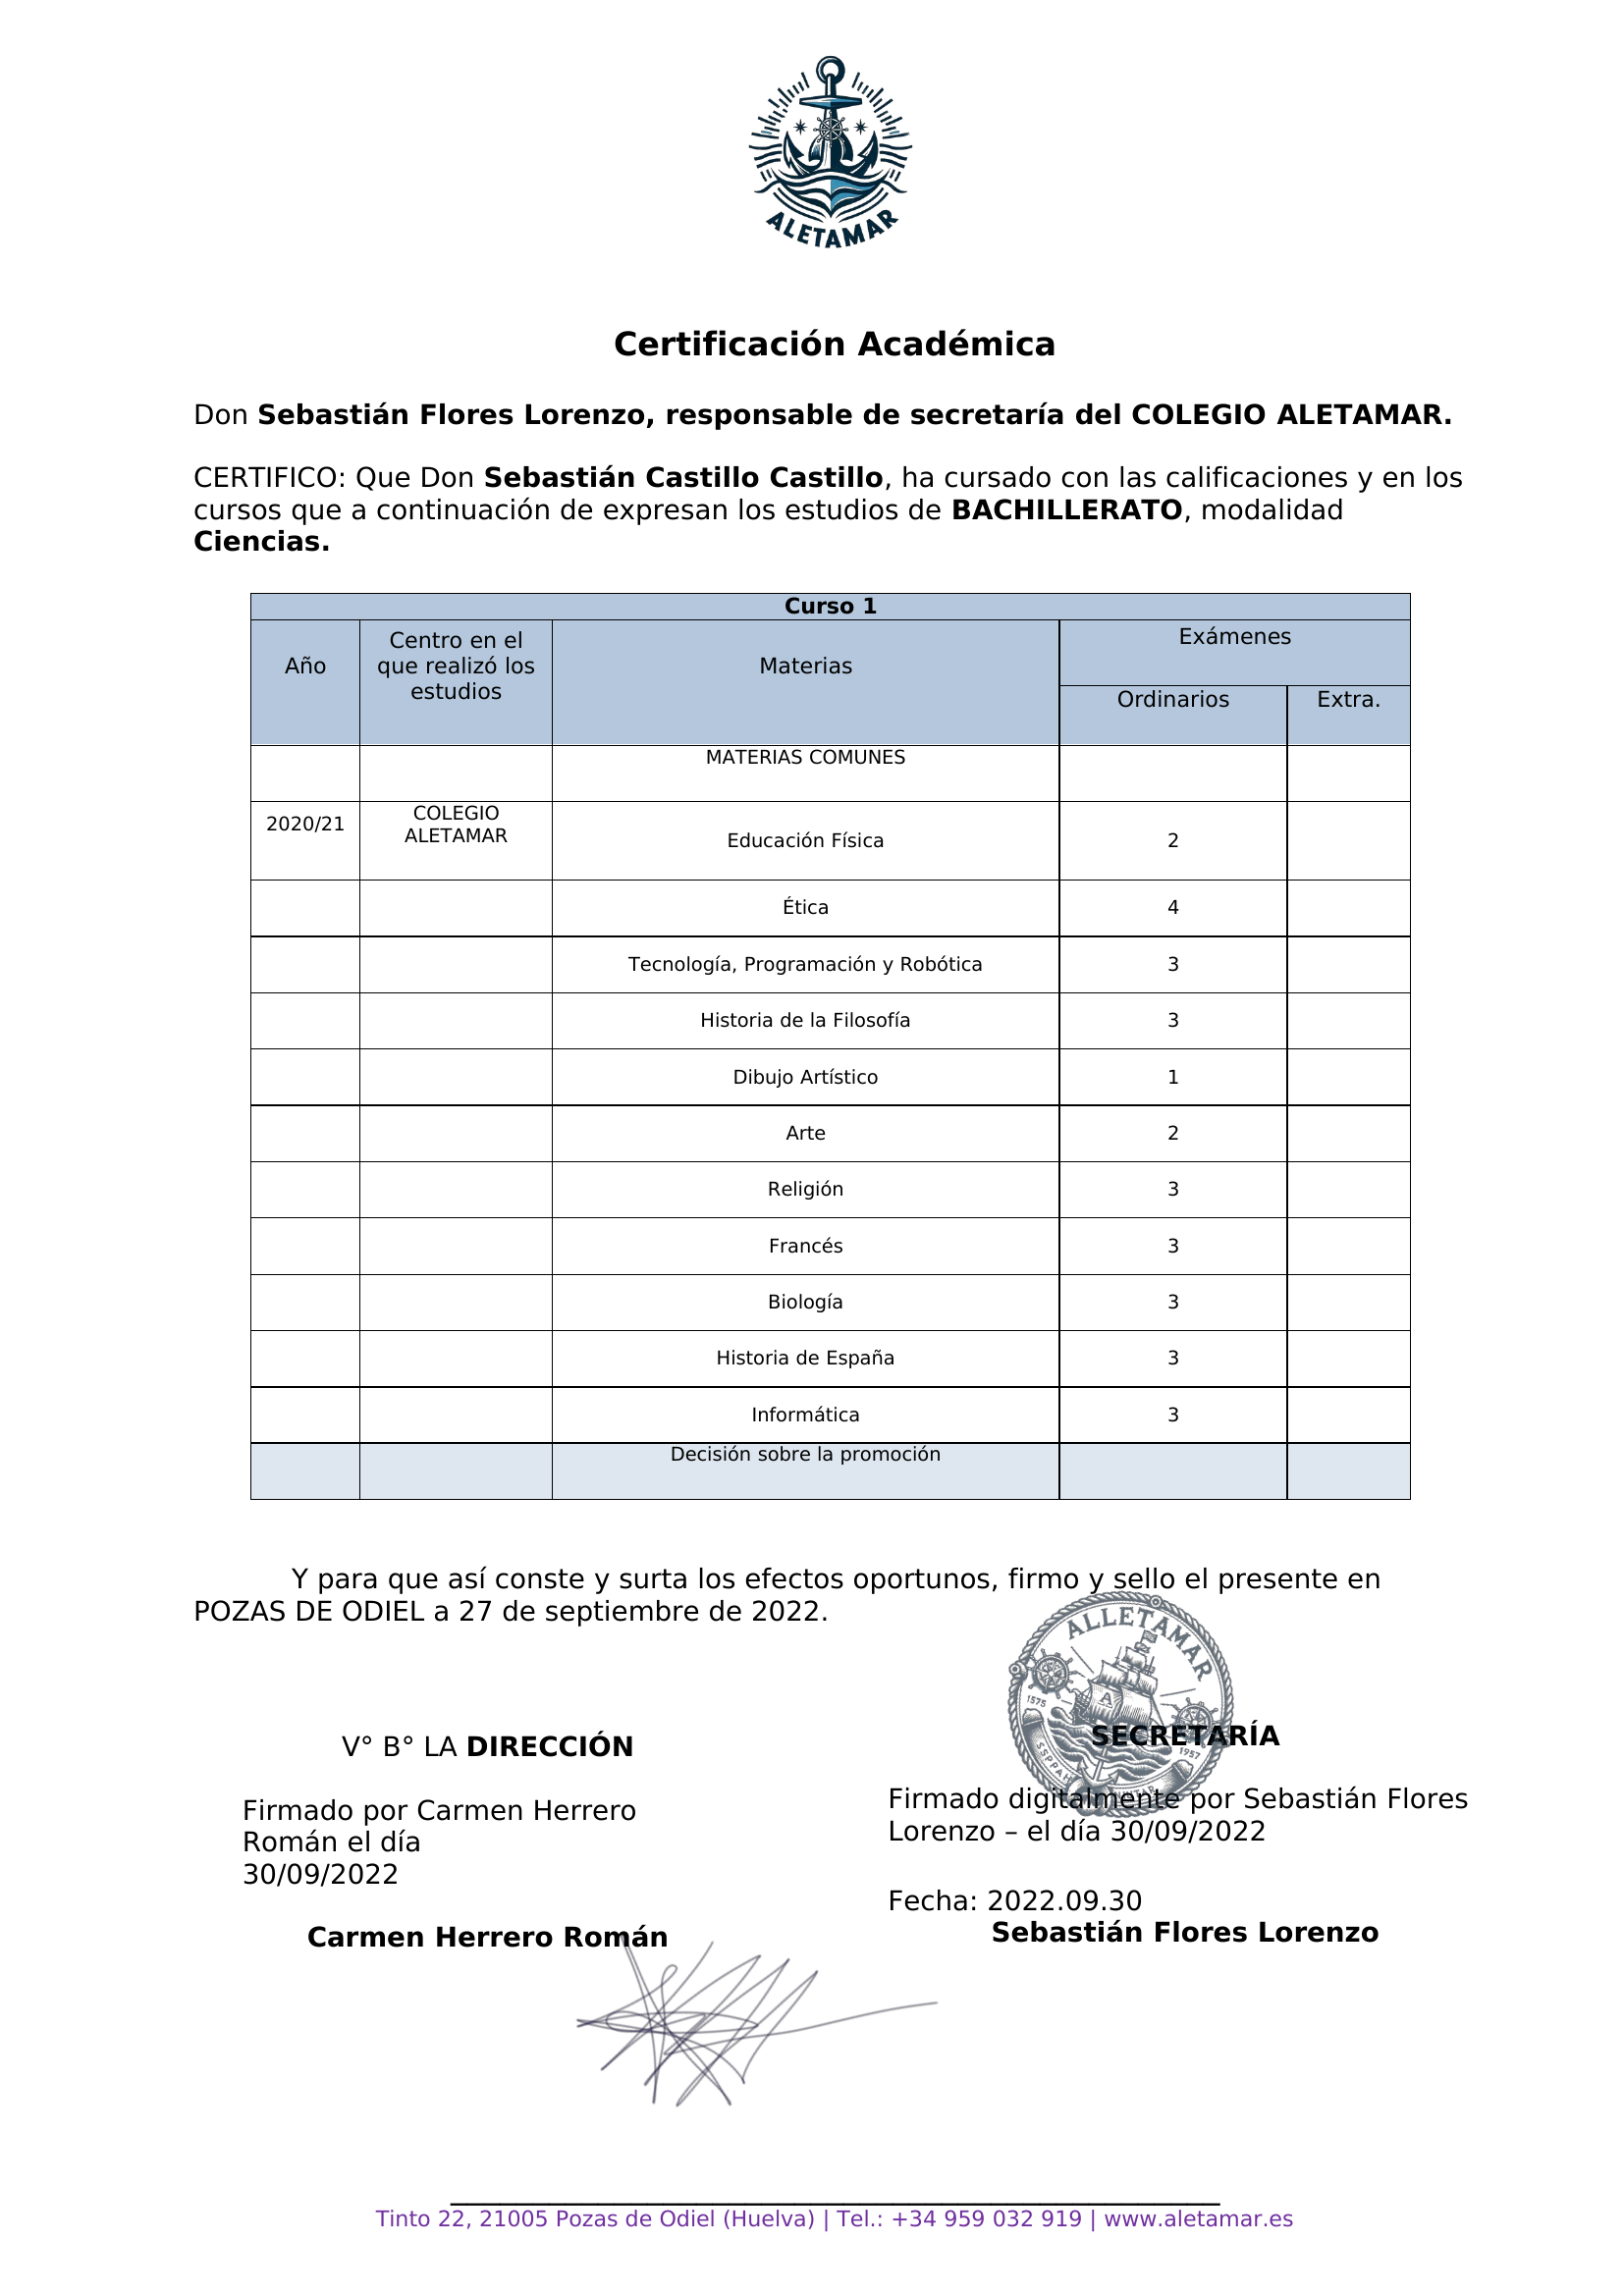 ALETAMAR
Certificación Académica
Don Sebastián Flores Lorenzo, responsable de secretaría del COLEGIO ALETAMAR.
CERTIFICO: Que Don Sebastián Castillo Castillo, ha cursado con las calificaciones y en los
cursos que a continuación de expresan los estudios de BACHILLERATO, modalidad
Ciencias.
Curso 1
Año
Centro en el
que realizó los
estudios
Materias
Exámenes
Ordinarios
Extra.
MATERIAS COMUNES
2020/21
COLEGIO
ALETAMAR
Educación Física 2
Ética 4
Tecnología, Programación y Robótica 3
Historia de la Filosofía 3
Dibujo Artístico 1
Arte 2
Religión 3
Francés 3
Biología 3
Historia de España 3
Informática 3
Decisión sobre la promoción
Y para que así conste y surta los efectos oportunos, firmo y sello el presente en
POZAS DE ODIEL a 27 de septiembre de 2022.
ALLETAMAR
A
1575
1957
V° B° LA DIRECCIÓN
Firmado por Carmen Herrero
Román el día
30/09/2022
Carmen Herrero Román
SECRETARÍA
Firmado digitalmente por Sebastián Flores
Lorenzo – el día 30/09/2022
Fecha: 2022.09.30
Sebastián Flores Lorenzo
Tinto 22, 21005 Pozas de Odiel (Huelva) | Tel.: +34 959 032 919 | www.aletamar.es